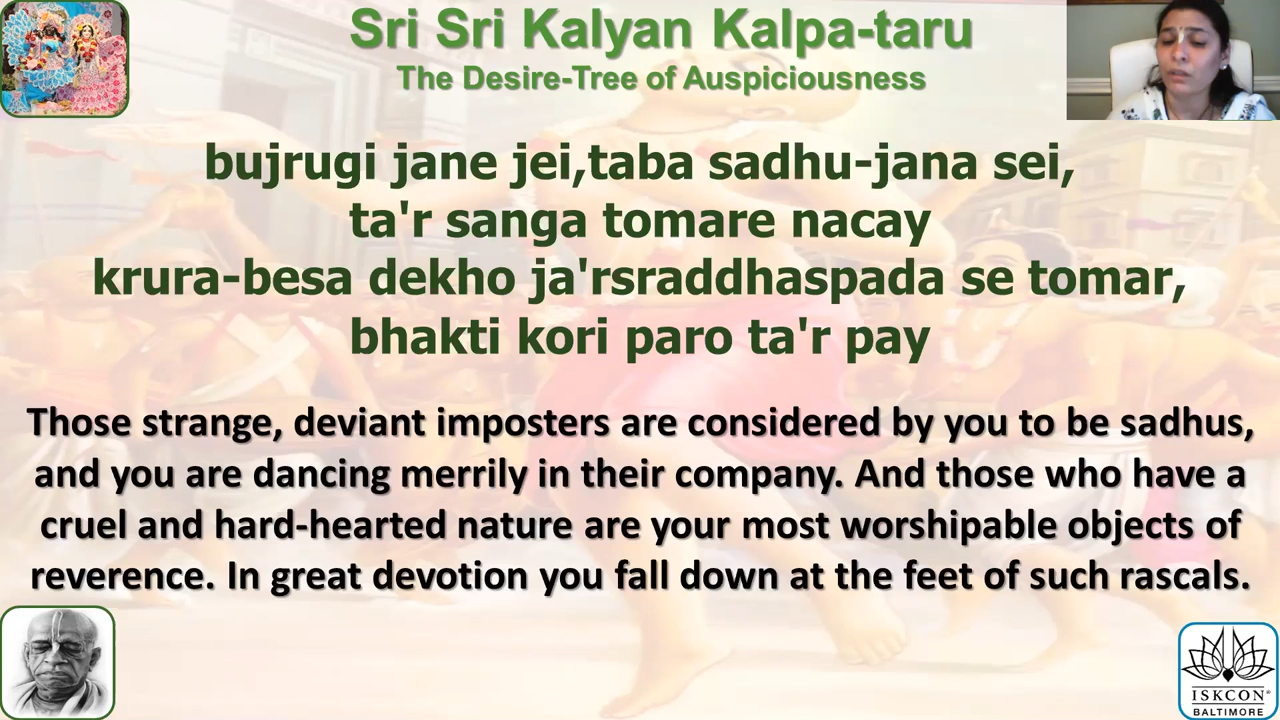 Sri Sri Kalyan Kalpa-taru
The Desire-Tree of Auspiciousness
bujrugi jane jei,taba sadhu-jana sei,
ta'r sanga tomare nacay
krura-besa dekho ja'rsraddhaspada se tomar,
bhakti kori paro ta'r pay
Those strange, deviant imposters are considered by you to be sadhus,
and you are dancing merrily in their company. And those who have a
cruel and hard-hearted nature are your most worshipable objects of
reverence. In great devotion you fall down at the feet of such rascals.
ISKCON®
BALTIMORE